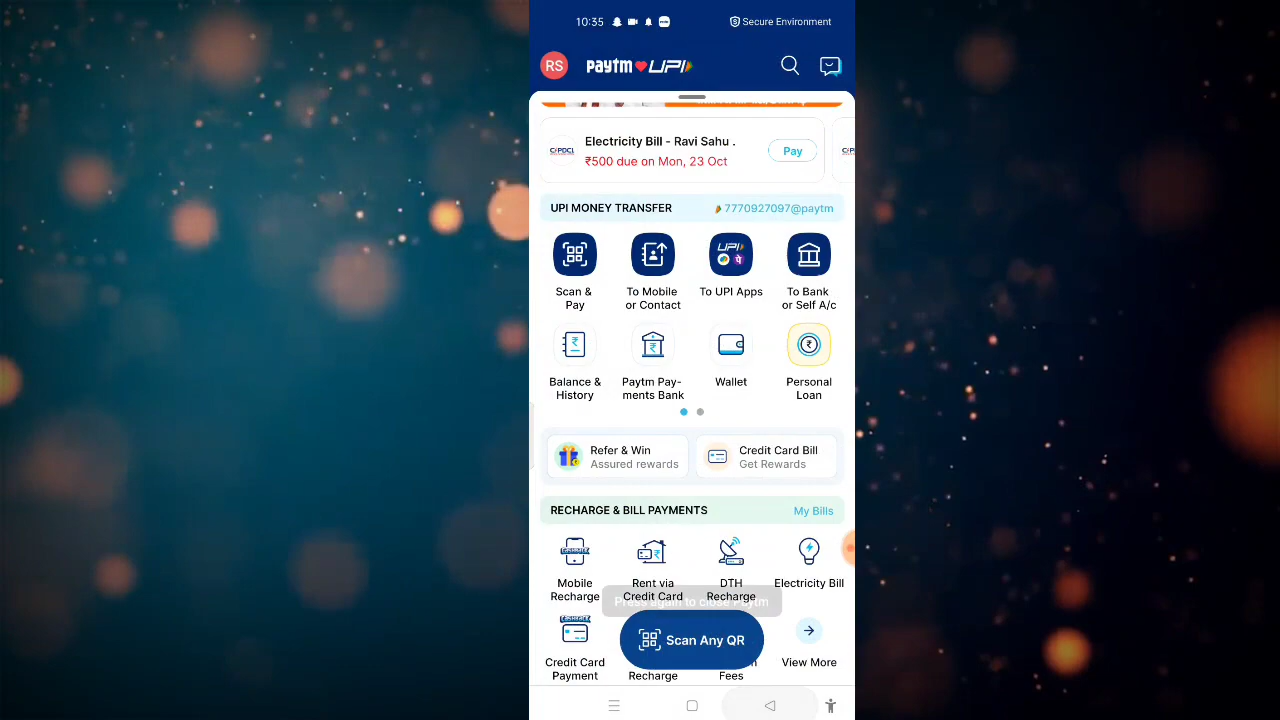 10:35
Secure Environment
RS
paytm UPI
Electricity Bill - Ravi Sahu .
₹500 due on Mon, 23 Oct
Pay
UPI MONEY TRANSFER
7770927097@paytm
Scan &
Pay
To Mobile
or Contact
UPI
To UPI Apps
To Bank
or Self A/c
Balance &
History
Paytm Pay-
ments Bank
Wallet
Personal
Loan
Refer & Win
Assured rewards
Credit Card Bill
Get Rewards
RECHARGE & BILL PAYMENTS
My Bills
Mobile
Recharge
Rent via
Credit Card
DTH
Recharge
Electricity Bill
Press again to close Paytm
Scan Any QR
Credit Card
Payment
Recharge
Fees
View More